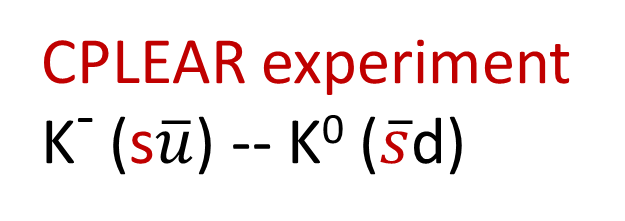 CPLEAR experiment
K⁻ (su̅) -- K⁰ (s̅d)